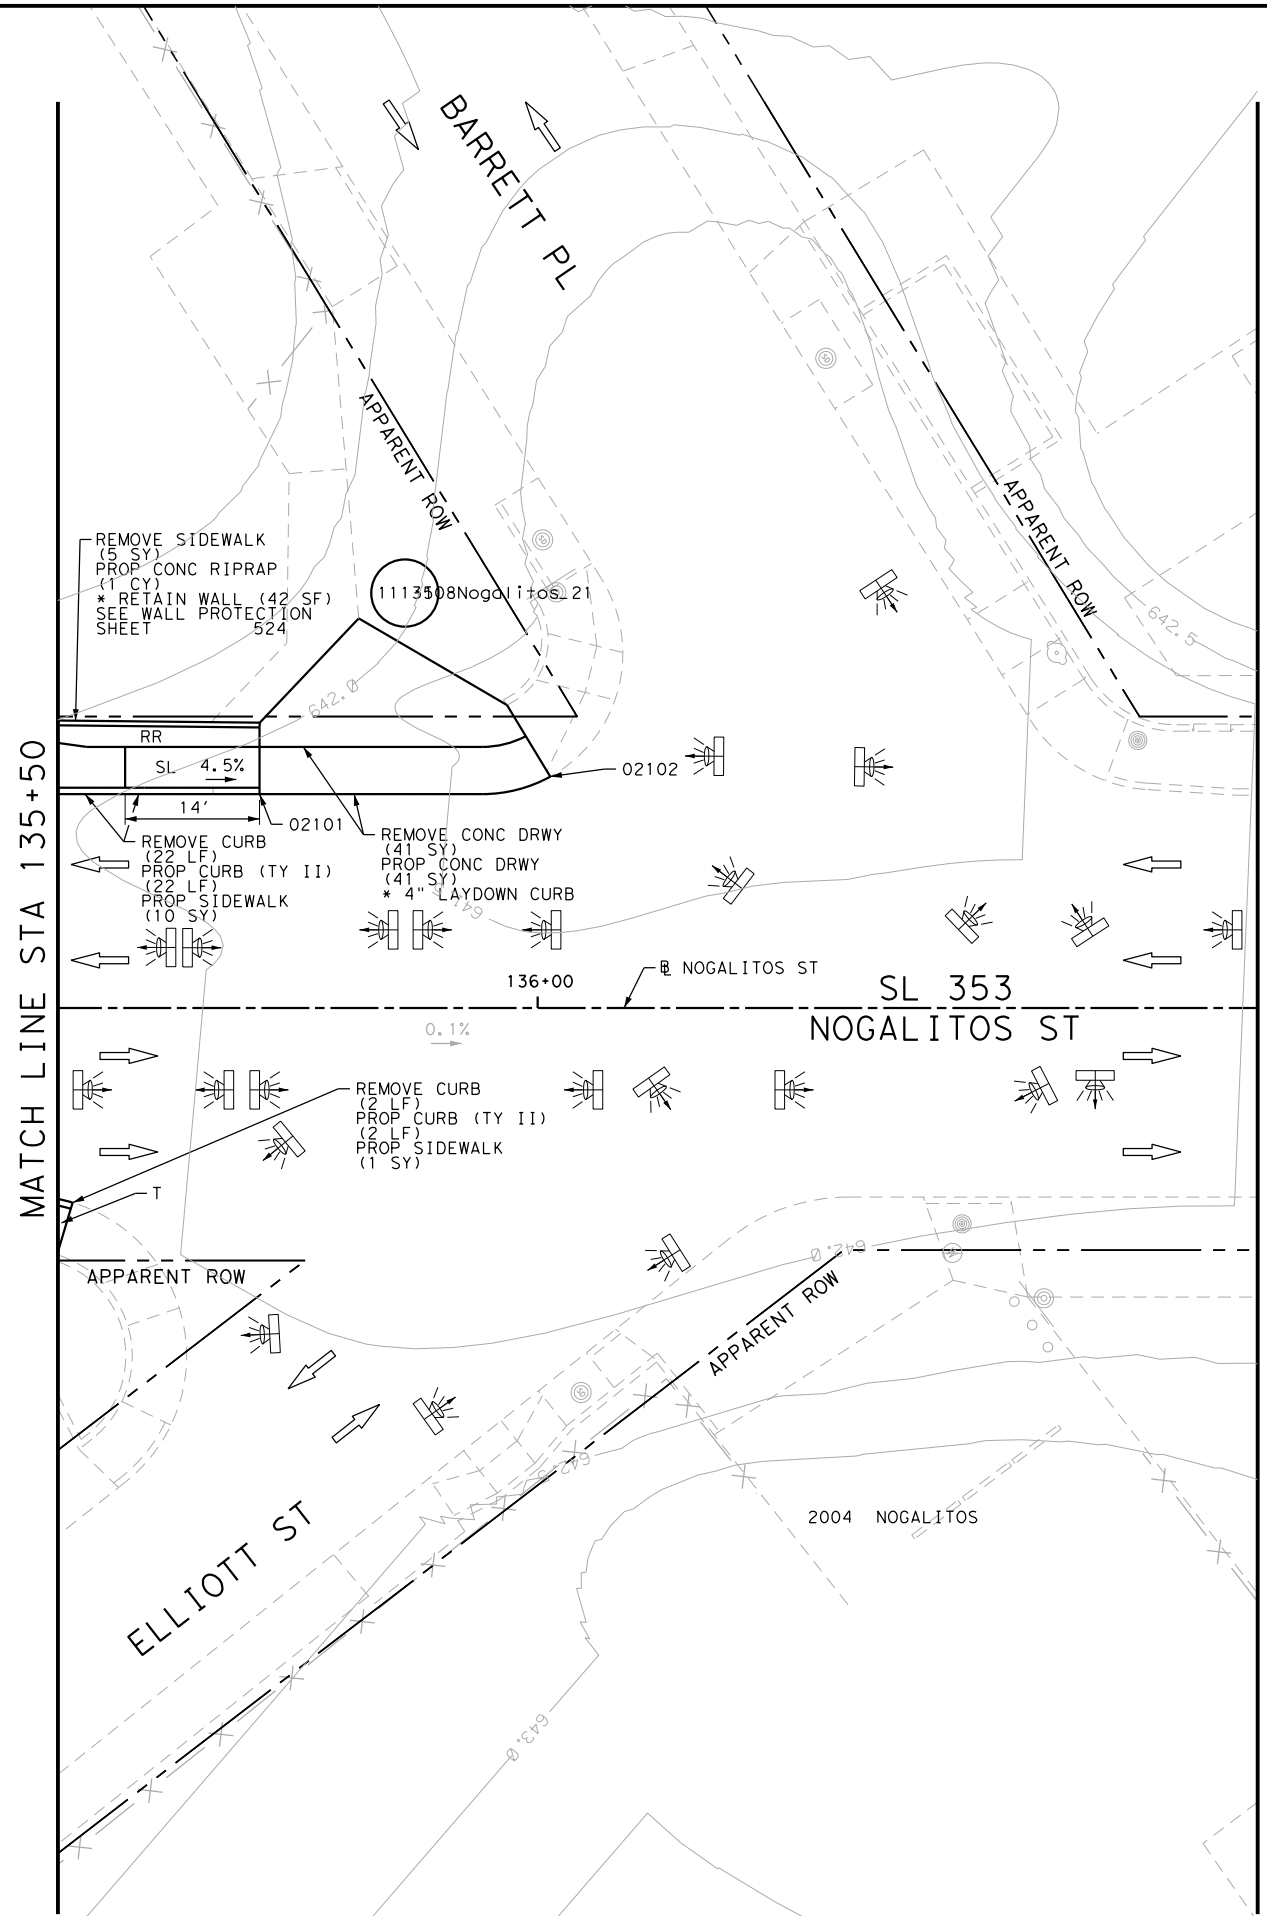 BARRETT PL
APPARENT ROW
APPARENT ROW
REMOVE SIDEWALK
(5 SY)
PROP CONC RIPRAP
(1 CY)
* RETAIN WALL (42 SF)
SEE WALL PROTECTION
SHEET 524
08Nogalitos_21
642.5
642.0
RR
SL 4.5%
14'
02102
02101
MATCH LINE STA 135+50
REMOVE CURB
(22 LF)
PROP CURB (TY II)
(22 LF)
PROP SIDEWALK
(10 SY)
REMOVE CONC DRWY
(41 SY)
PROP CONC DRWY
(41 SY)
* 4" LAYDOWN CURB
136+00
NOGALITOS ST
SL 353
NOGALITOS ST
0.1%
REMOVE CURB
(2 LF)
PROP CURB (TY II)
(2 LF)
PROP SIDEWALK
(1 SY)
T
APPARENT ROW
642.0
APPARENT ROW
642.5
2004 NOGALITOS
ELLIOTT ST
643.0